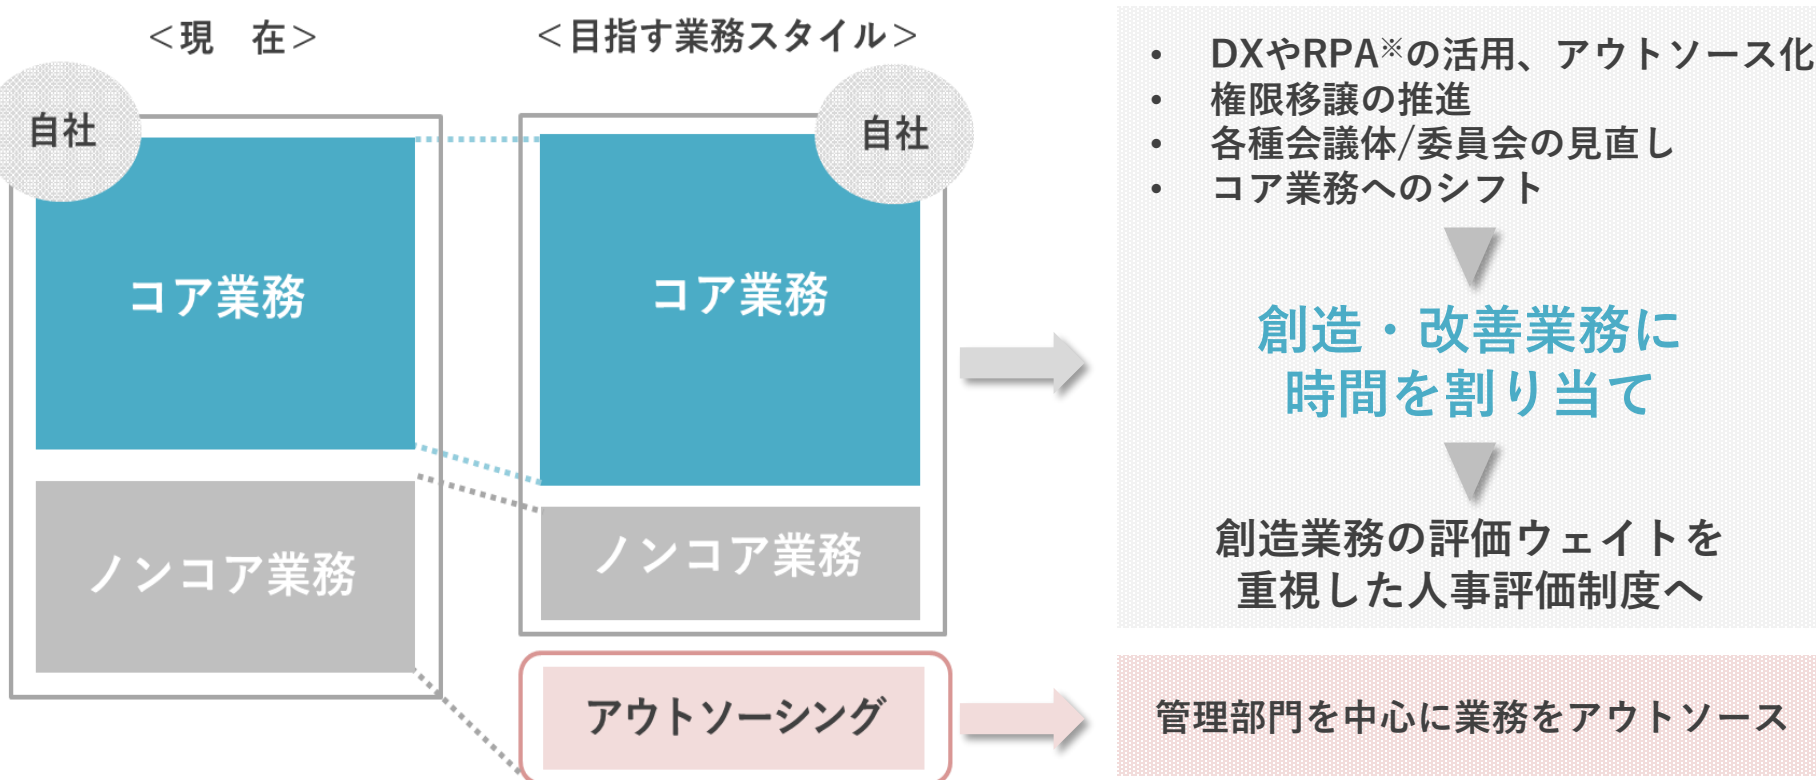 ＜現　在＞
＜目指す業務スタイル＞
自社
コア業務
ノンコア業務
自社
コア業務
ノンコア業務
アウトソーシング
• DXやRPA※の活用、アウトソース化
• 権限移譲の推進
• 各種会議体/委員会の見直し
• コア業務へのシフト
創造・改善業務に
時間を割り当て
創造業務の評価ウェイトを
重視した人事評価制度へ
管理部門を中心に業務をアウトソース